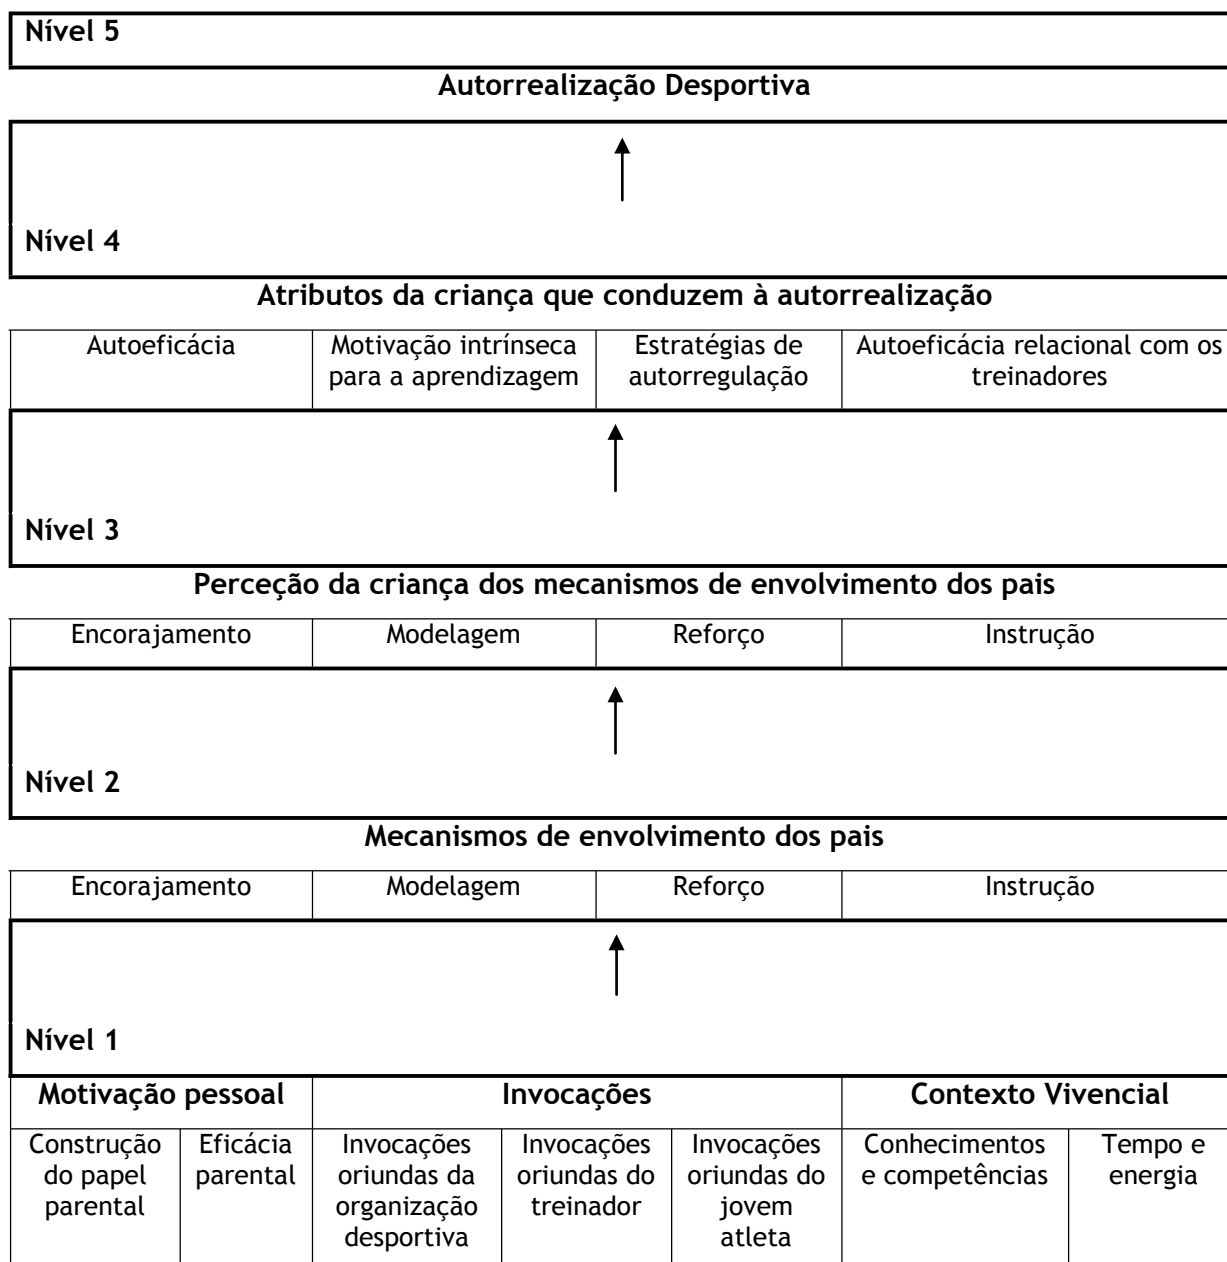 Nível 5
Autorrealização Desportiva
Nível 4
Atributos da criança que conduzem à autorrealização
Autoeficácia
Motivação intrínseca
para a aprendizagem
Estratégias de
autorregulação
Autoeficácia relacional com os
treinadores
Nível 3
Perceção da criança dos mecanismos de envolvimento dos pais
Encorajamento
Modelagem
Reforço
Instrução
Nível 2
Mecanismos de envolvimento dos pais
Encorajamento
Modelagem
Reforço
Instrução
Nível 1
Motivação pessoal
Invocações
Contexto Vivencial
Construção
do papel
parental
Eficácia
parental
Invocações
oriundas da
organização
desportiva
Invocações
oriundas do
treinador
Invocações
oriundas do
jovem
atleta
Conhecimentos
e competências
Tempo e
energia